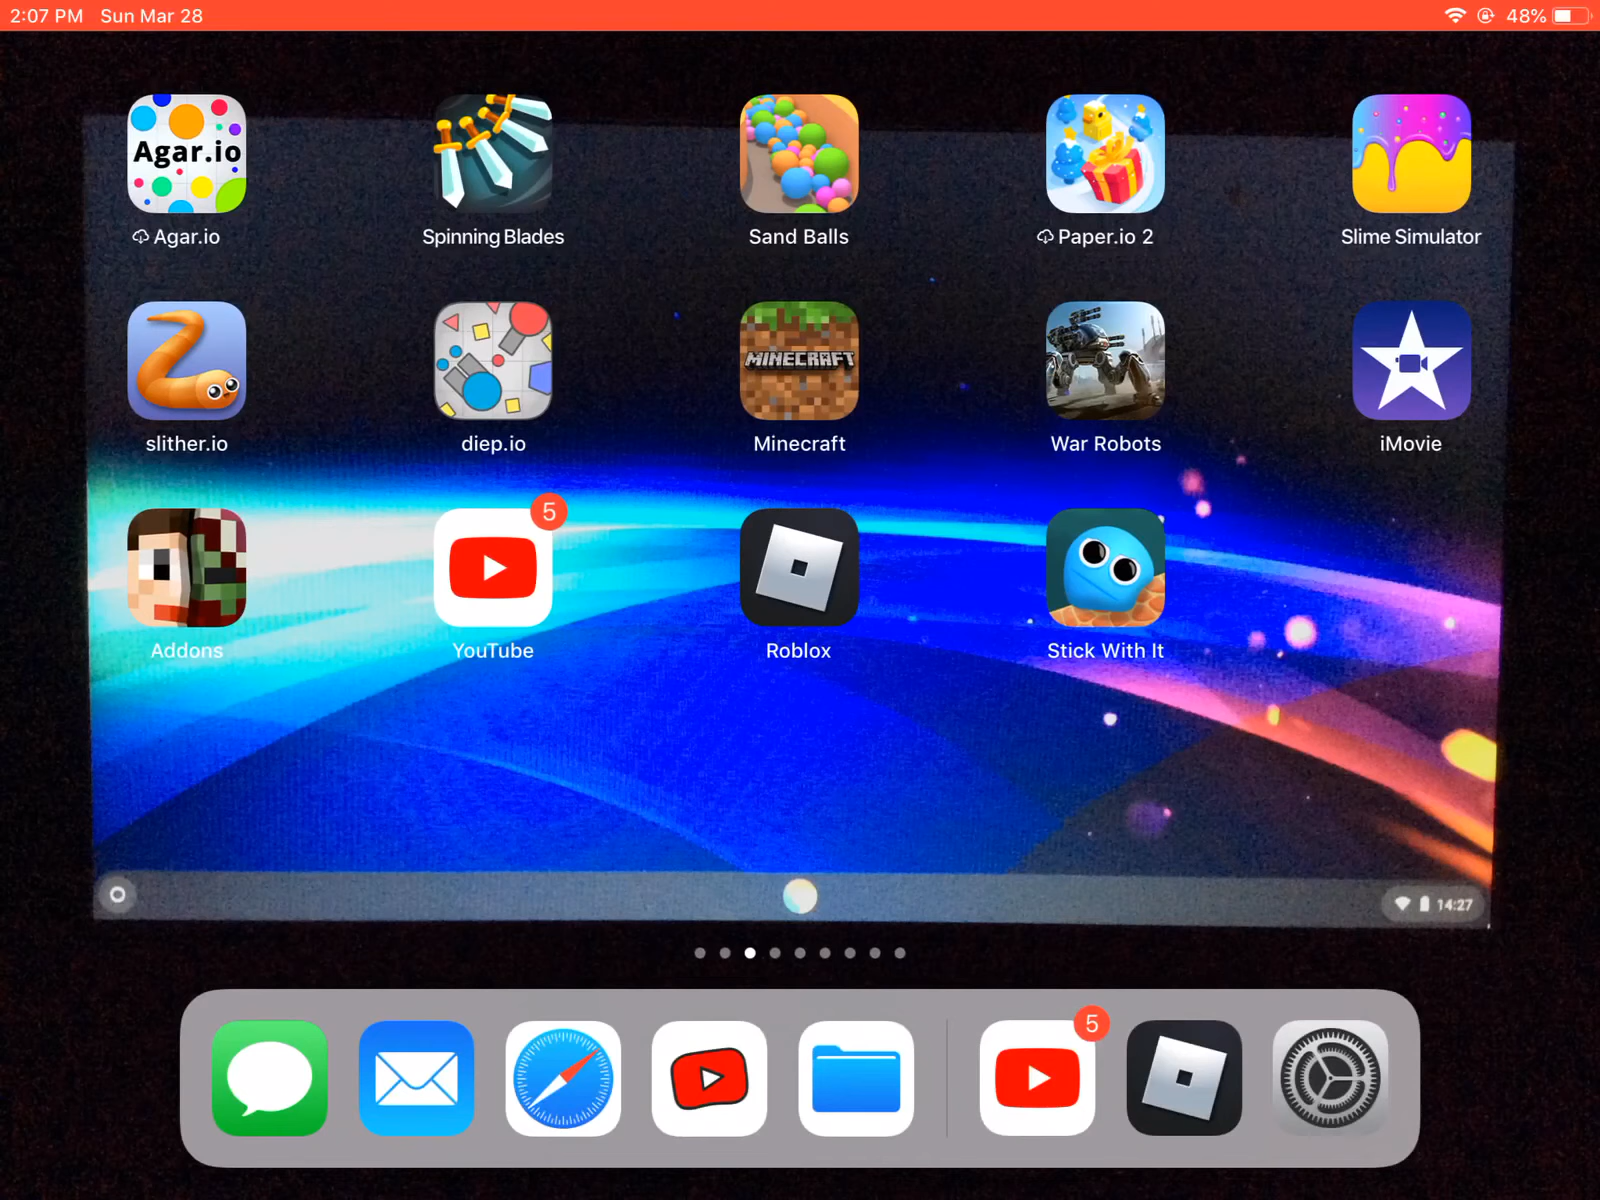 2:07 PM Sun Mar 28
48%
Agar.io
Agar.io
Spinning Blades
Sand Balls
Paper.io 2
Slime Simulator
MINECRAFT
slither.io
diep.io
Minecraft
War Robots
iMovie
5
Addons
YouTube
Roblox
Stick With It
14:27
5